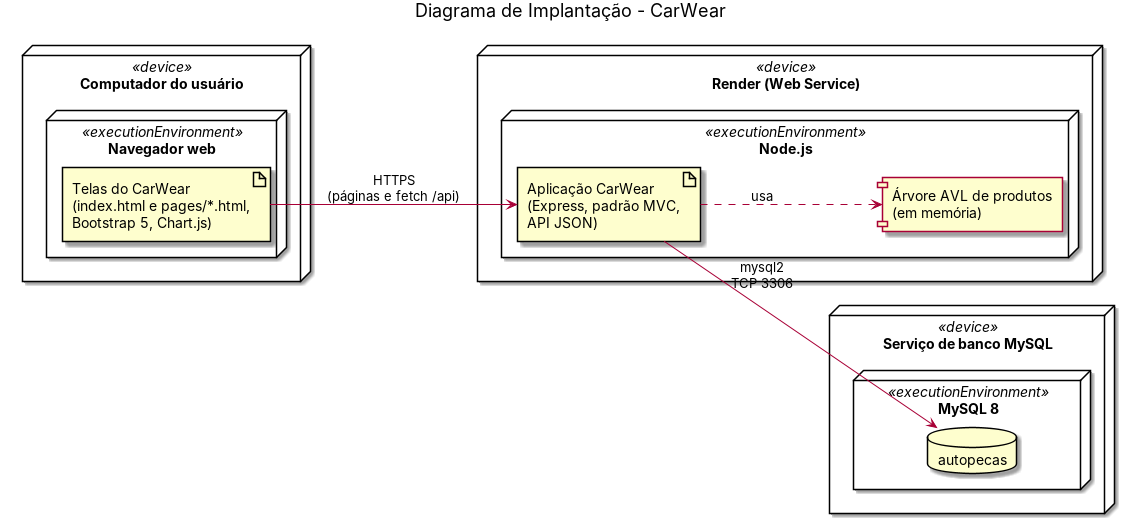 Diagrama de Implantação - CarWear
«device»
Computador do usuário
«executionEnvironment»
Navegador web
Telas do CarWear
(index.html e pages/*.html,
Bootstrap 5, Chart.js)
HTTPS
(páginas e fetch /api)
«device»
Render (Web Service)
«executionEnvironment»
Node.js
Aplicação CarWear
(Express, padrão MVC,
API JSON)
usa
Árvore AVL de produtos
(em memória)
mysql2
TCP 3306
«device»
Serviço de banco MySQL
«executionEnvironment»
MySQL 8
autopecas